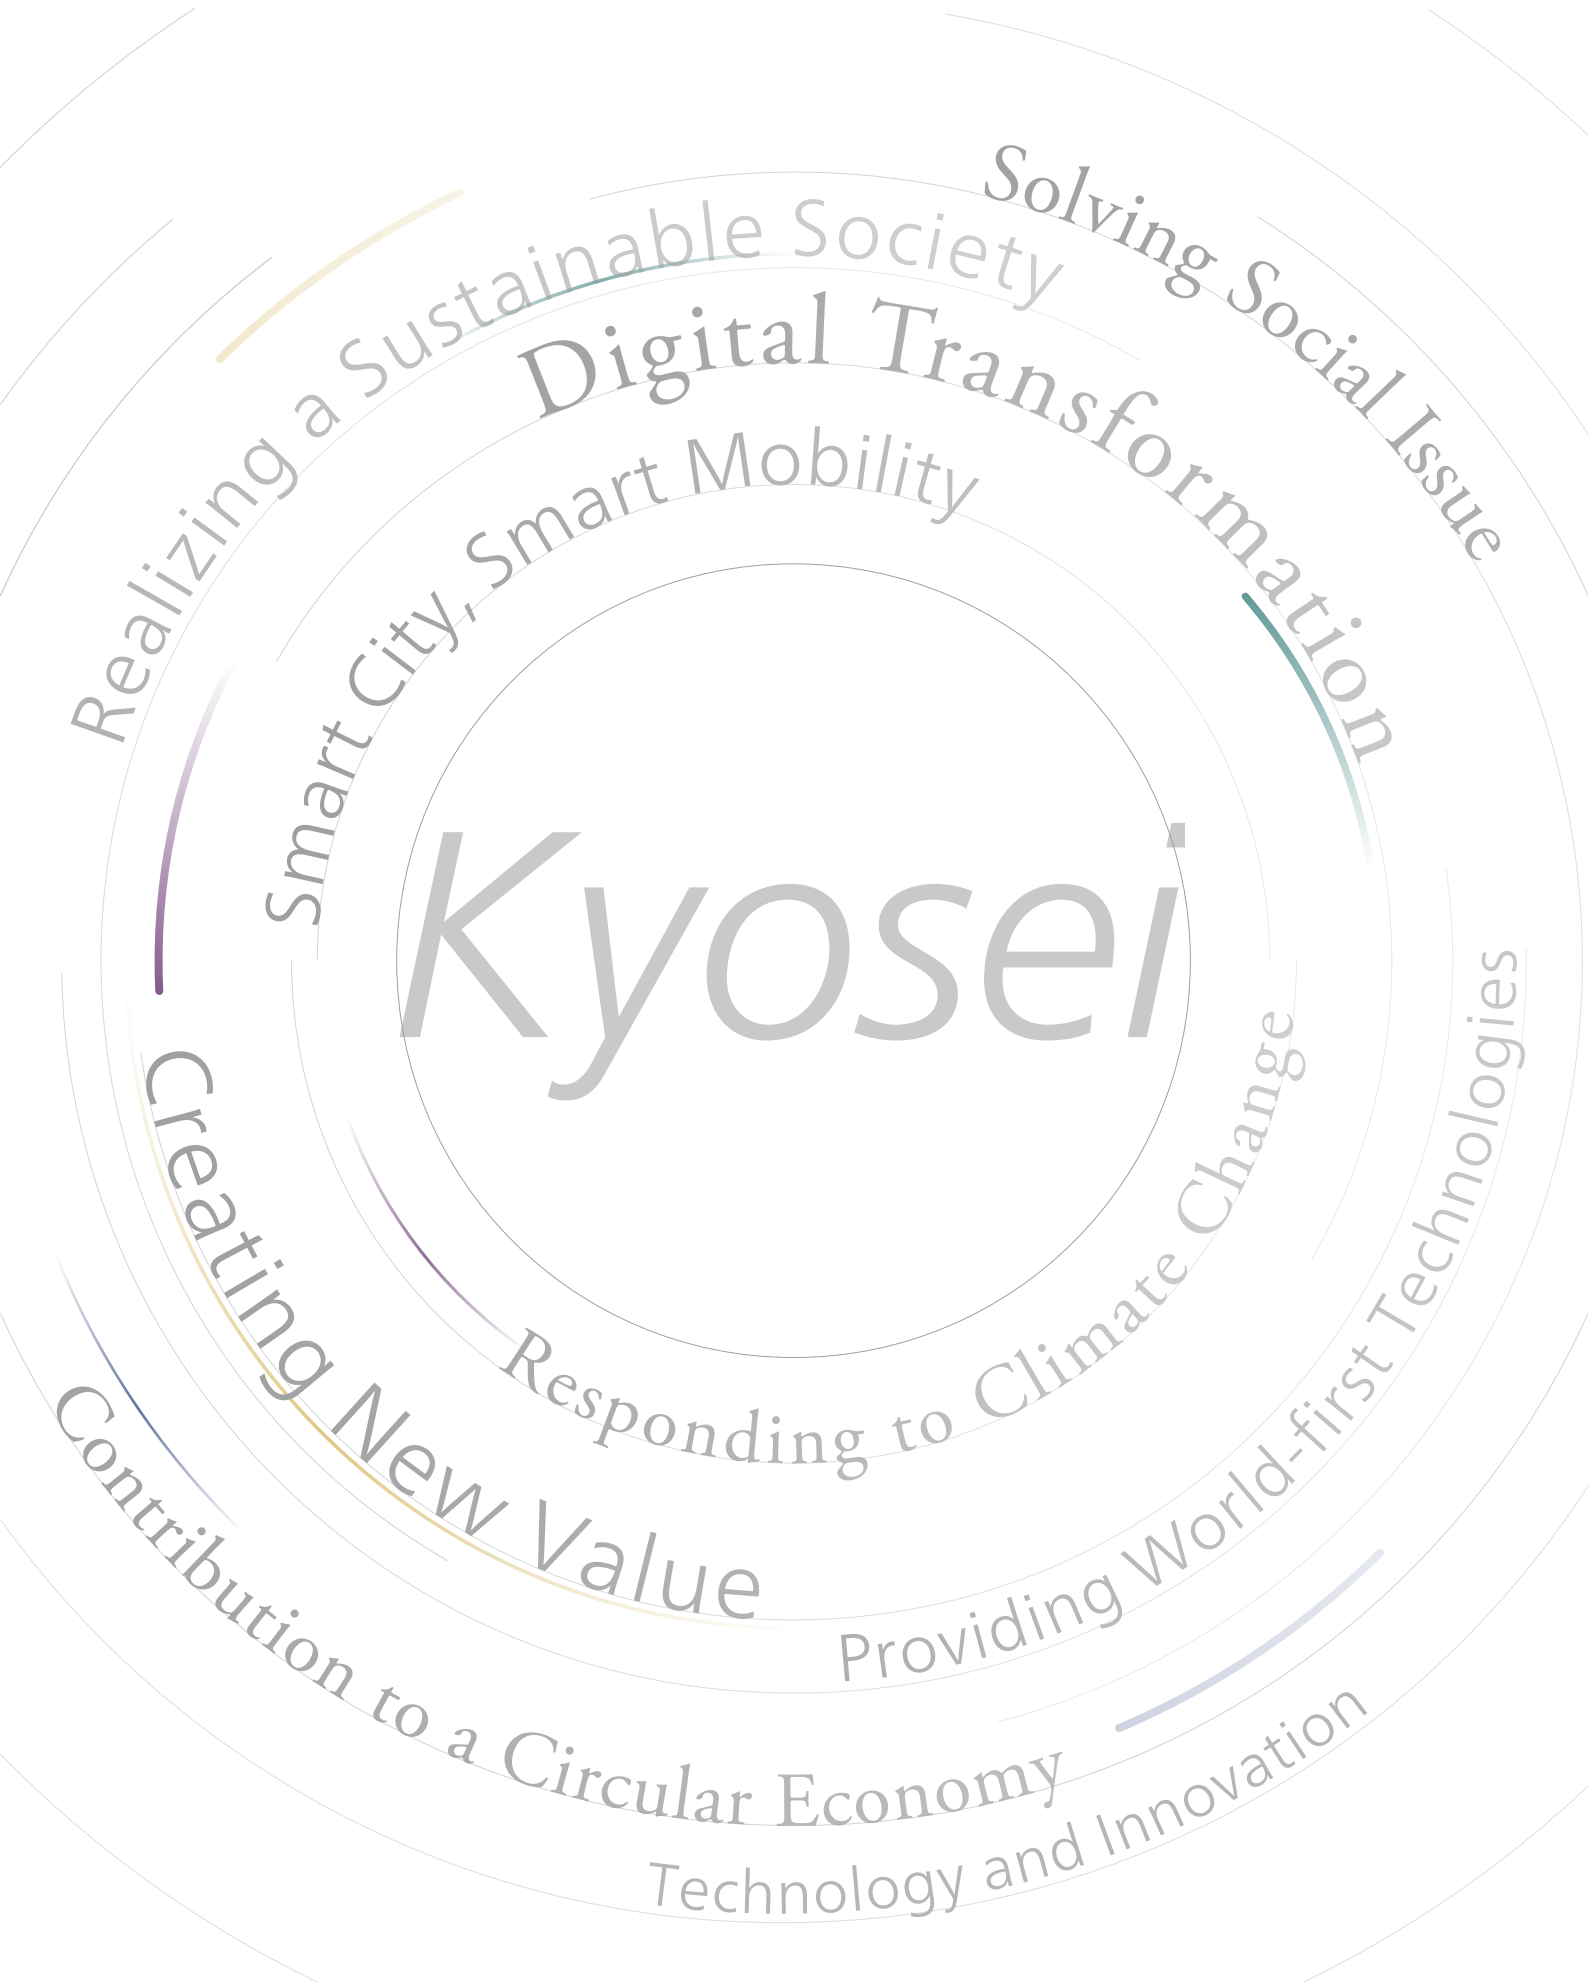 Solving Social Issue
Realizing a Sustainable Society
Digital Transformation
Smart City, Smart Mobility
Kyosei
Responding to Climate Change
Creating New Value
Providing World-first Technologies
Contribution to a Circular Economy
Technology and Innovation